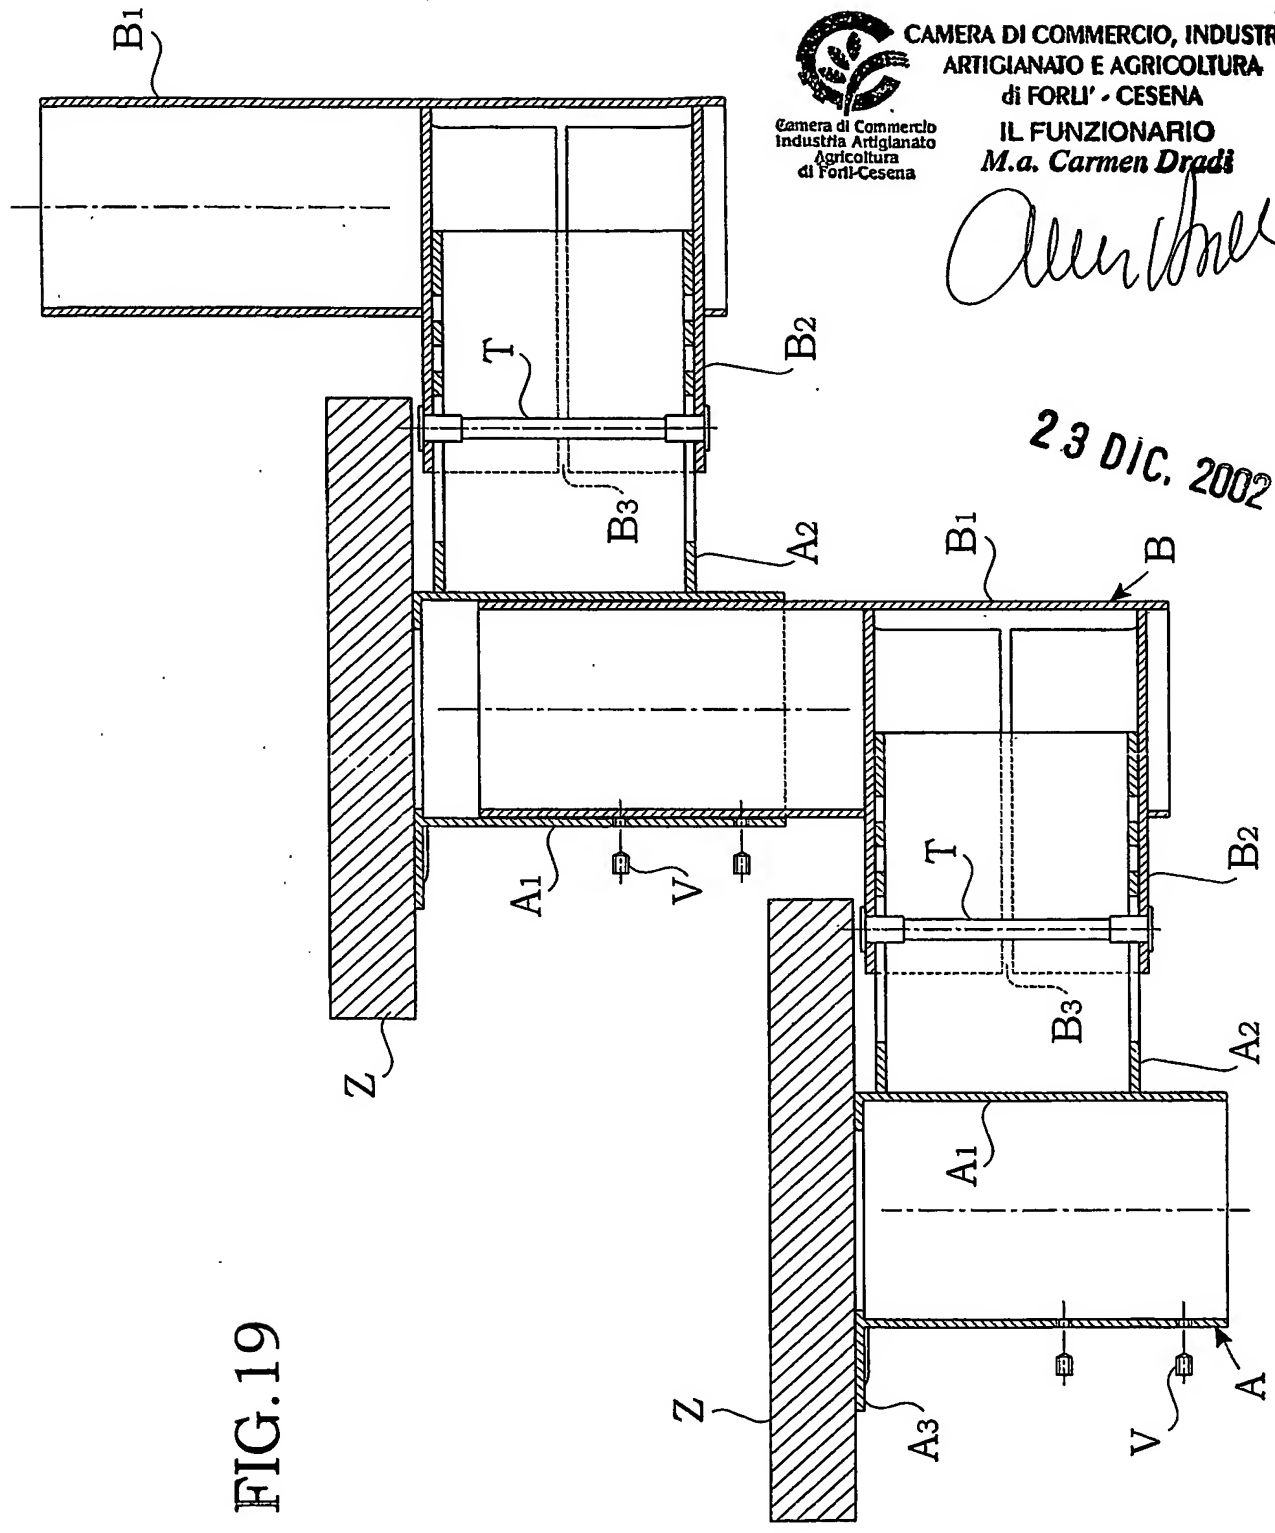 CAMERA DI COMMERCIO, INDUSTR
ARTIGIANATO E AGRICOLTURA
di FORLI' - CESENA
IL FUNZIONARIO
M.a. Carmen Dradi
Camera di Commercio
Industria Artigianato
Agricoltura
di Forlì-Cesena
23 DIC. 2002
B1
T
B2
B3
A2
B1
B
Z
A1
V
T
B2
B3
A2
A1
Z
A3
V
A
FIG.19